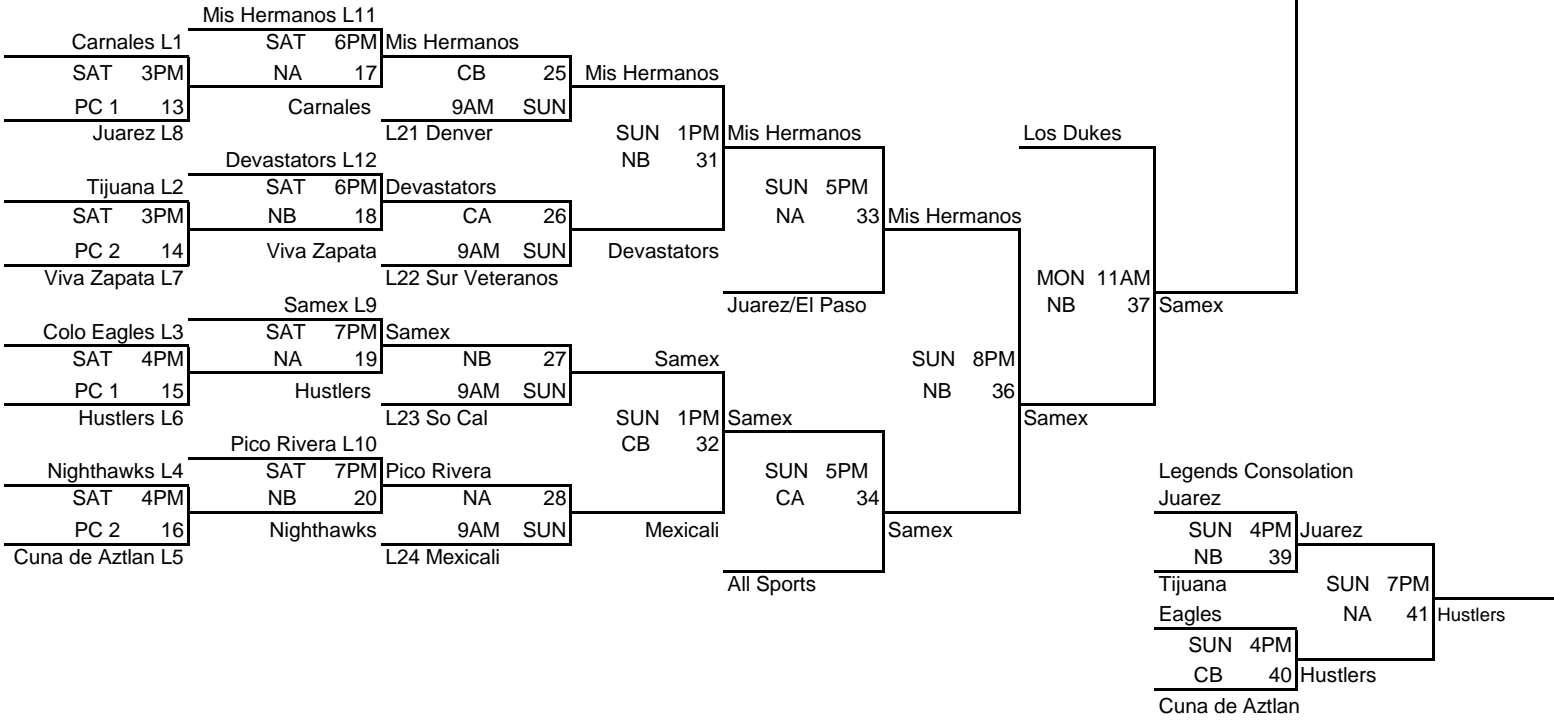 Mis Hermanos L11
Carnales L1 SAT 6PM Mis Hermanos
SAT 3PM NA 17 CB 25 Mis Hermanos
PC 1 13 Carnales 9AM SUN
Juarez L8 L21 Denver SUN 1PM Mis Hermanos Los Dukes
Devastators L12 NB 31
Tijuana L2 SAT 6PM Devastators SUN 5PM
SAT 3PM NB 18 CA 26 NA 33 Mis Hermanos
PC 2 14 Viva Zapata 9AM SUN Devastators
Viva Zapata L7 L22 Sur Veteranos MON 11AM
Samex L9 Juarez/El Paso NB 37 Samex
Colo Eagles L3 SAT 7PM Samex
SAT 4PM NA 19 NB 27 Samex SUN 8PM
PC 1 15 Hustlers 9AM SUN NB 36
Hustlers L6 L23 So Cal SUN 1PM Samex Samex
Pico Rivera L10 CB 32
Nighthawks L4 SAT 7PM Pico Rivera SUN 5PM Legends Consolation
SAT 4PM NB 20 NA 28 CA 34 Juarez
PC 2 16 Nighthawks 9AM SUN Mexicali Samex SUN 4PM Juarez
Cuna de Aztlan L5 L24 Mexicali NB 39
All Sports Tijuana SUN 7PM
Eagles NA 41 Hustlers
SUN 4PM
CB 40 Hustlers
Cuna de Aztlan